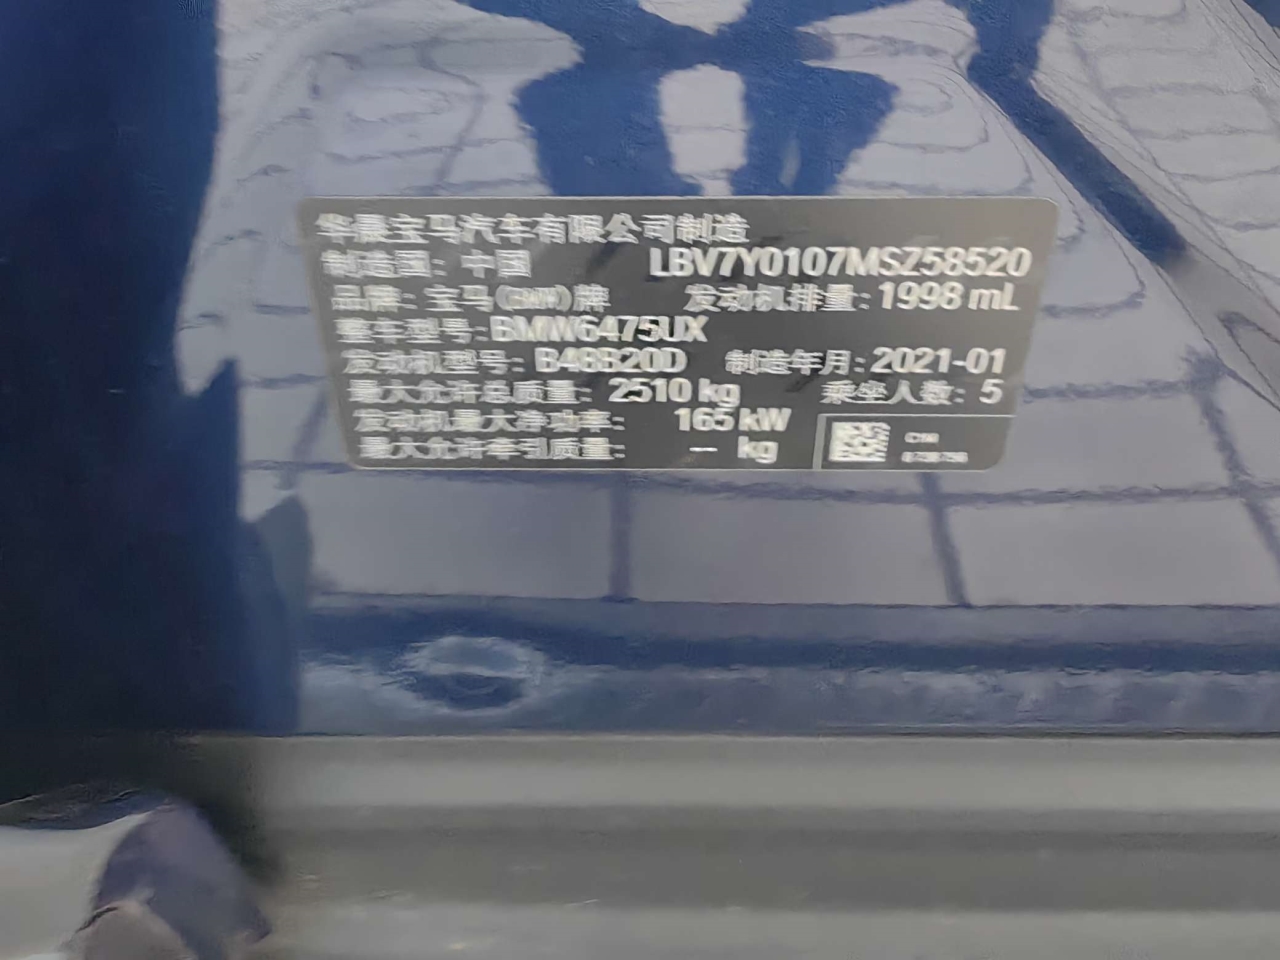 华晨宝马汽车有限公司制造
制造国：中国 LBV7Y0107MSZ58520
品牌：宝马(BMW)牌 发动机排量：1998 mL
整车型号：BMW6475UX
发动机型号：B48B20D 制造年月：2021-01
最大允许总质量：2510 kg 乘坐人数：5
发动机最大净功率：165 kW
最大允许牵引质量：-- kg